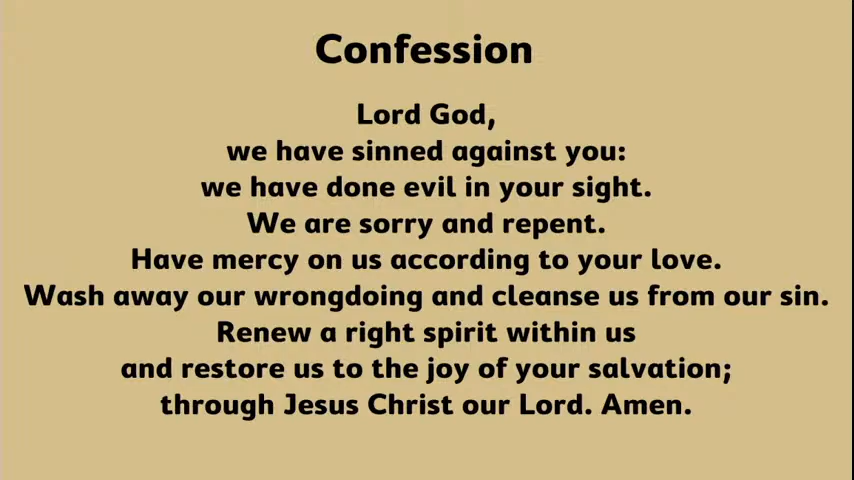 Confession
Lord God,
we have sinned against you:
we have done evil in your sight.
We are sorry and repent.
Have mercy on us according to your love.
Wash away our wrongdoing and cleanse us from our sin.
Renew a right spirit within us
and restore us to the joy of your salvation;
through Jesus Christ our Lord. Amen.